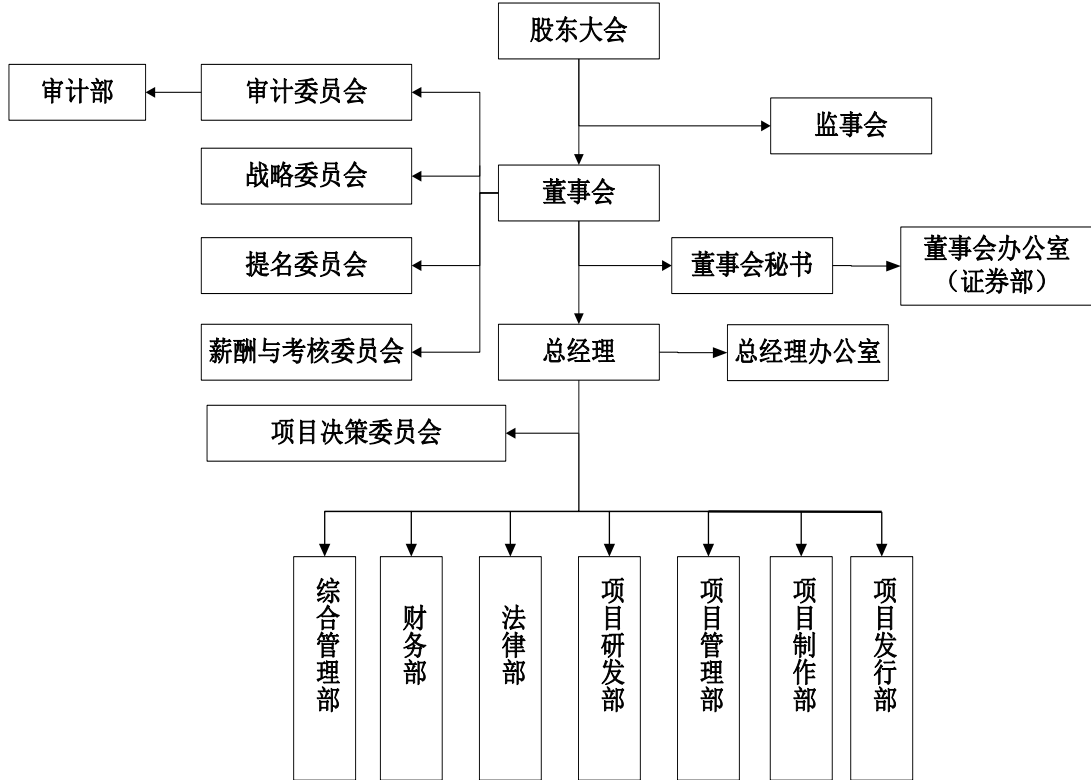 股东大会
审计部
审计委员会
监事会
战略委员会
董事会
提名委员会
董事会秘书
董事会办公室
（证券部）
薪酬与考核委员会
总经理
总经理办公室
项目决策委员会
综合管理部
财务部
法律部
项目研发部
项目管理部
项目制作部
项目发行部